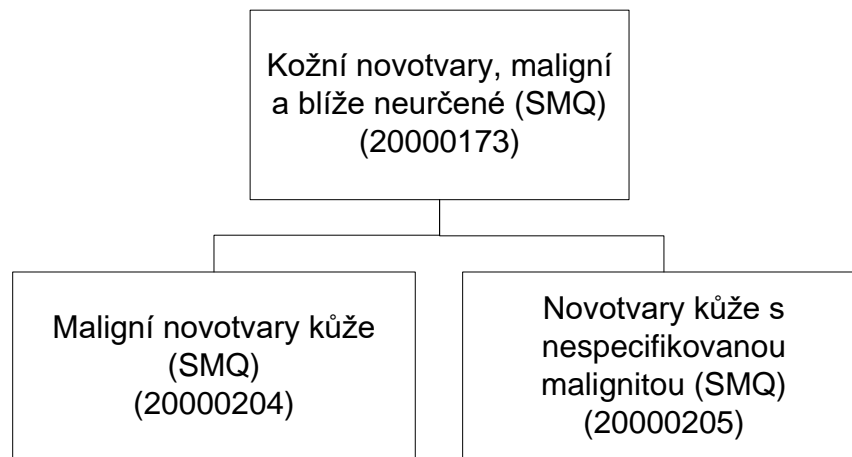 Kožní novotvary, maligní
a blíže neurčené (SMQ)
(20000173)
Maligní novotvary kůže
(SMQ)
(20000204)
Novotvary kůže s
nespecifikovanou
malignitou (SMQ)
(20000205)